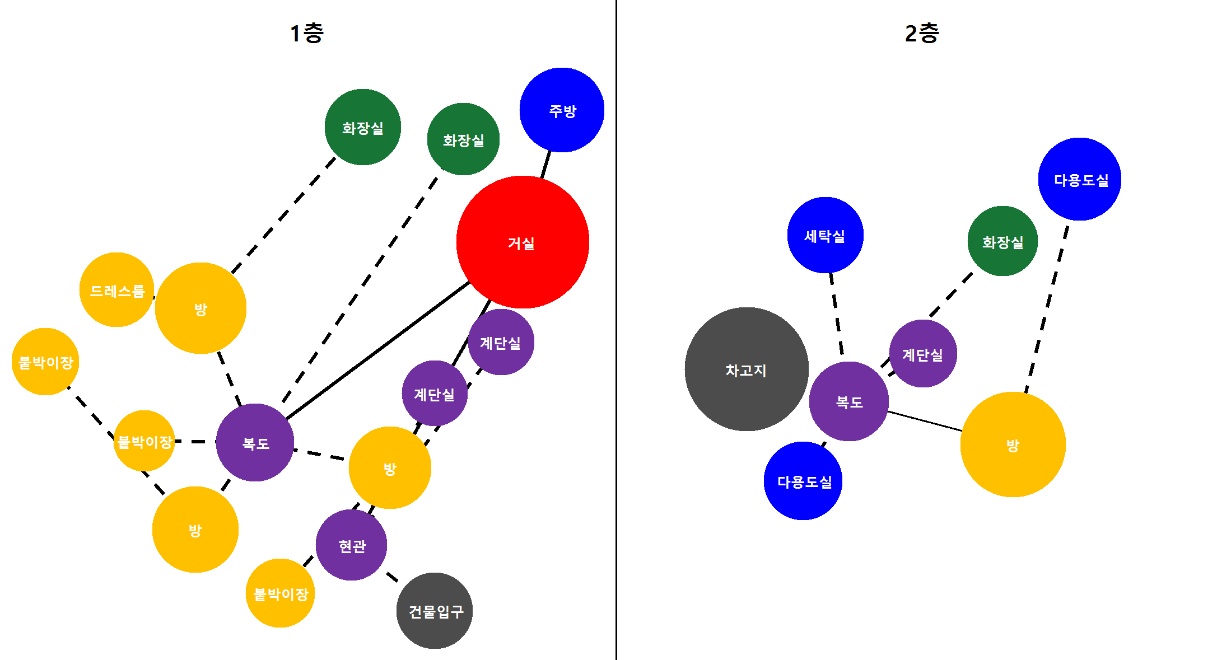 1층
화장실
화장실
주방
거실
드레스룸
방
계단실
붙박이장
계단실
붙박이장
복도
방
방
현관
붙박이장
건물입구
2층
다용도실
세탁실
화장실
계단실
차고지
복도
방
다용도실